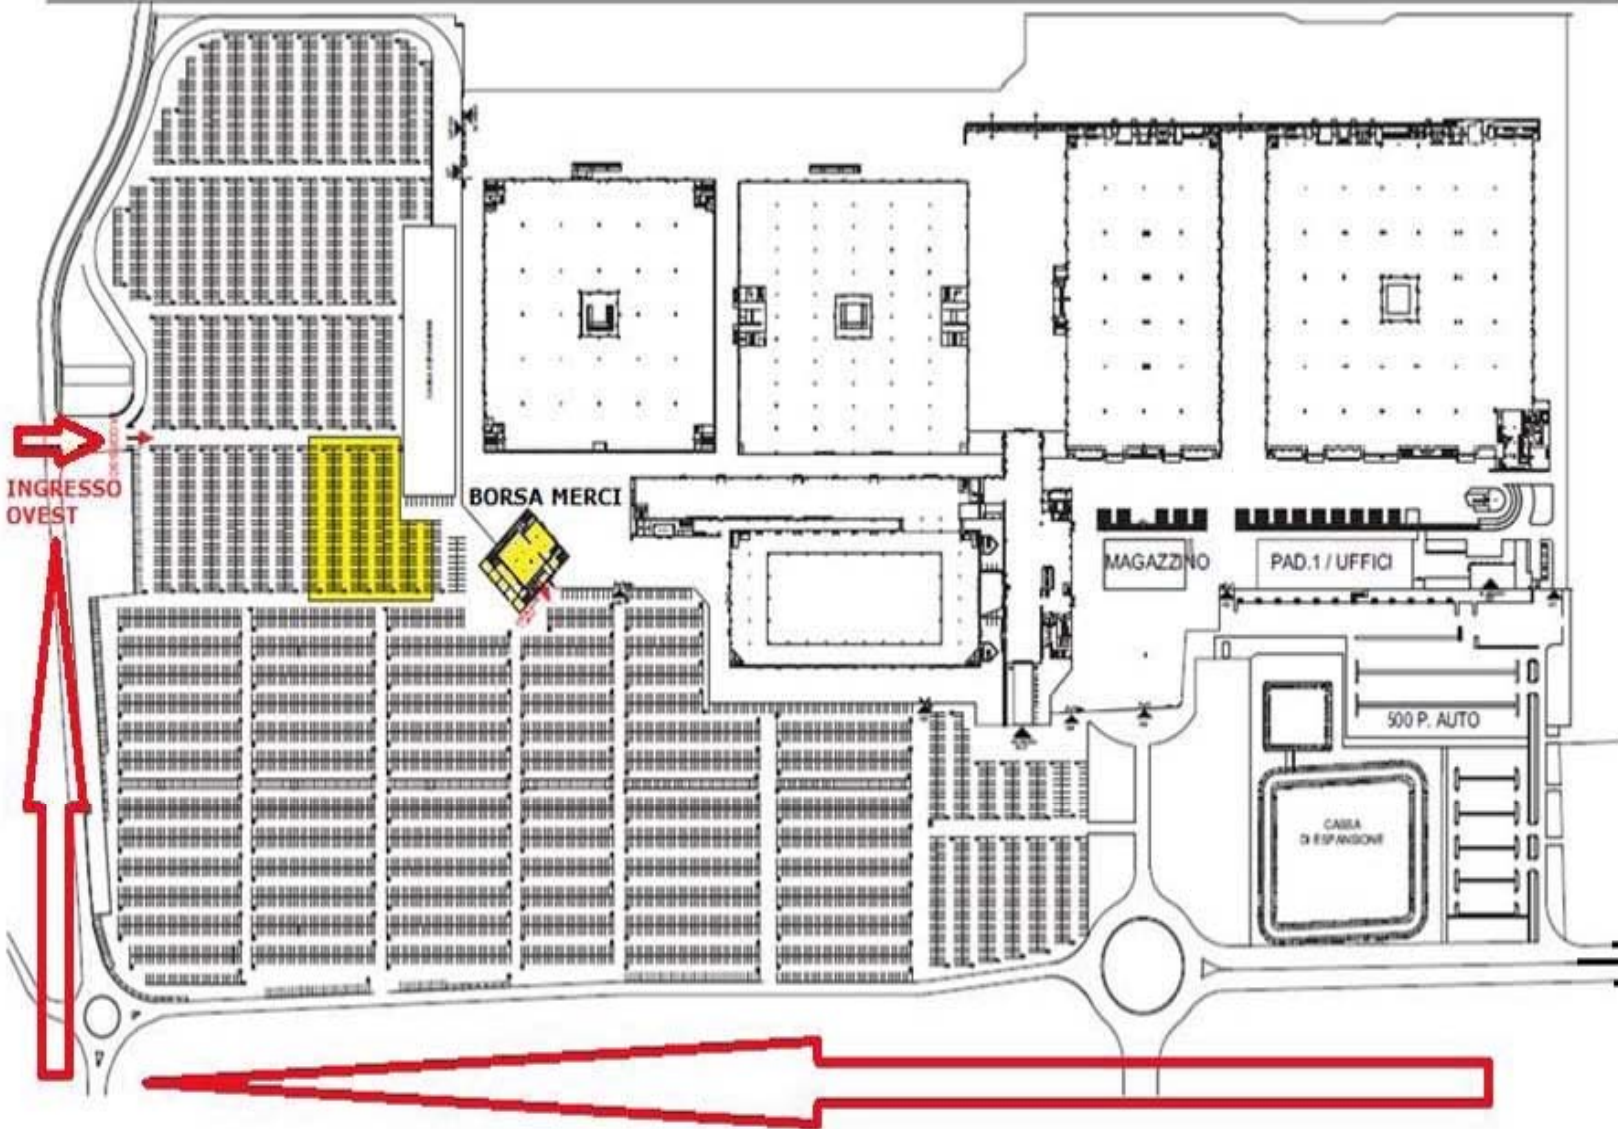 INGRESSO
OVEST
BORSA MERCI
MAGAZZINO
PAD.1 / UFFICI
500 P. AUTO
CASSA
DI ESPANSIONE